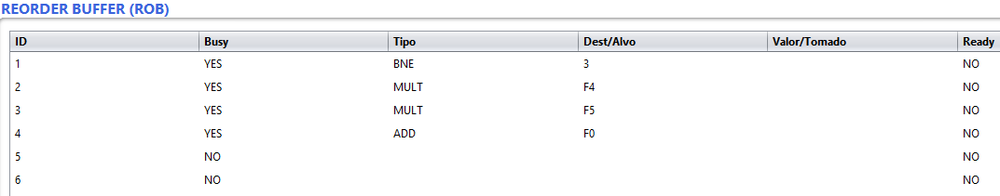 REORDER BUFFER (ROB)
ID Busy Tipo Dest/Alvo Valor/Tomado Ready
1 YES BNE 3 NO
2 YES MULT F4 NO
3 YES MULT F5 NO
4 YES ADD F0 NO
5 NO NO
6 NO NO